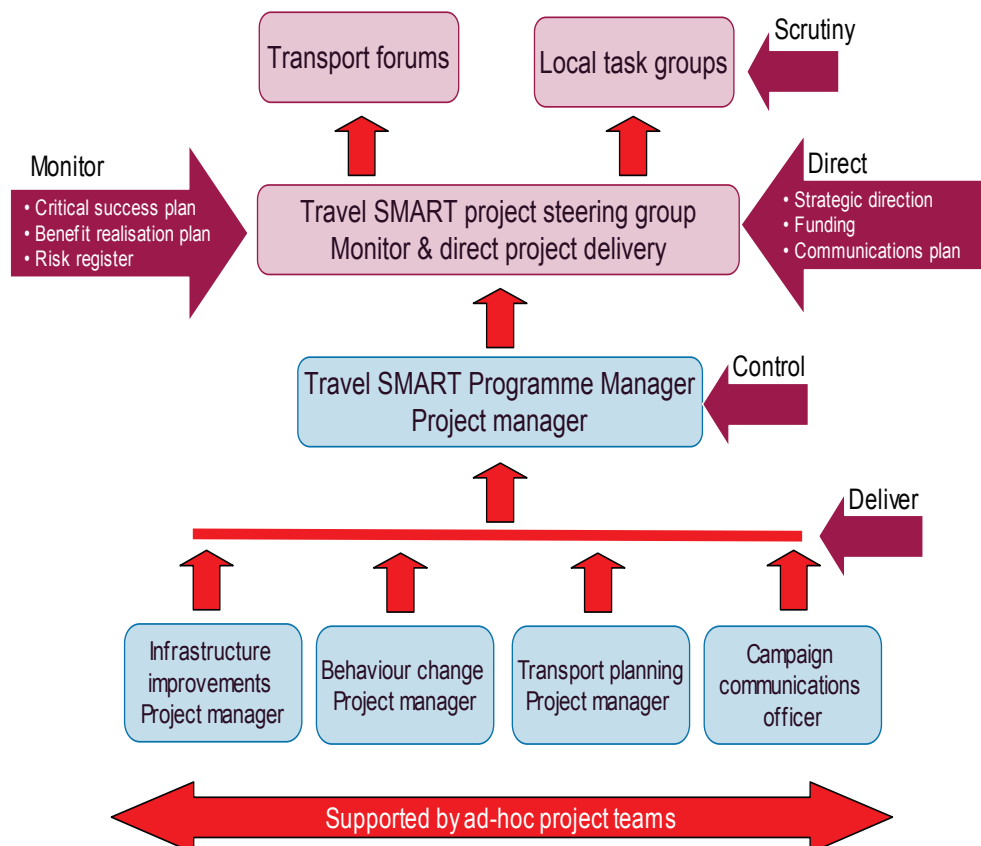 Scrutiny
Transport forums
Local task groups
Monitor
• Critical success plan
• Benefit realisation plan
• Risk register
Travel SMART project steering group
Monitor & direct project delivery
Direct
• Strategic direction
• Funding
• Communications plan
Travel SMART Programme Manager
Project manager
Control
Deliver
Infrastructure
improvements
Project manager
Behaviour change
Project manager
Transport planning
Project manager
Campaign
communications
officer
Supported by ad-hoc project teams